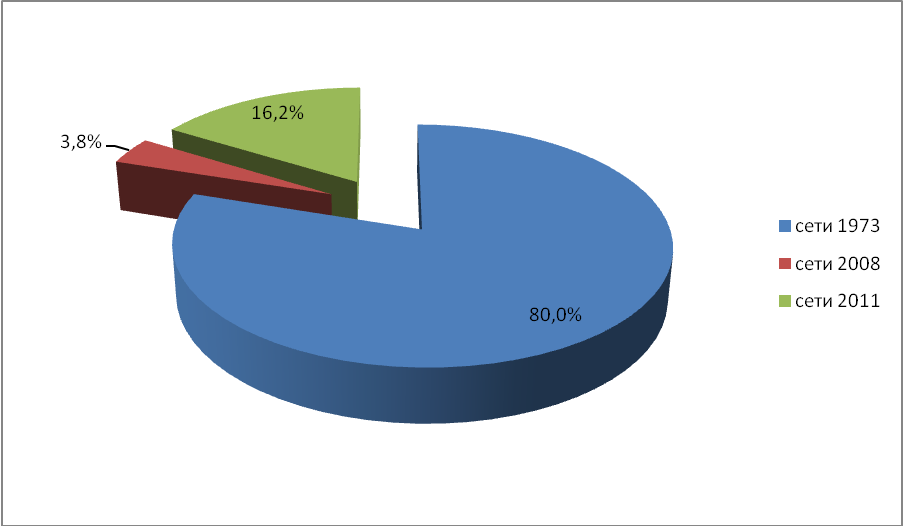 16,2%
3,8%
80,0%
сети 1973
сети 2008
сети 2011